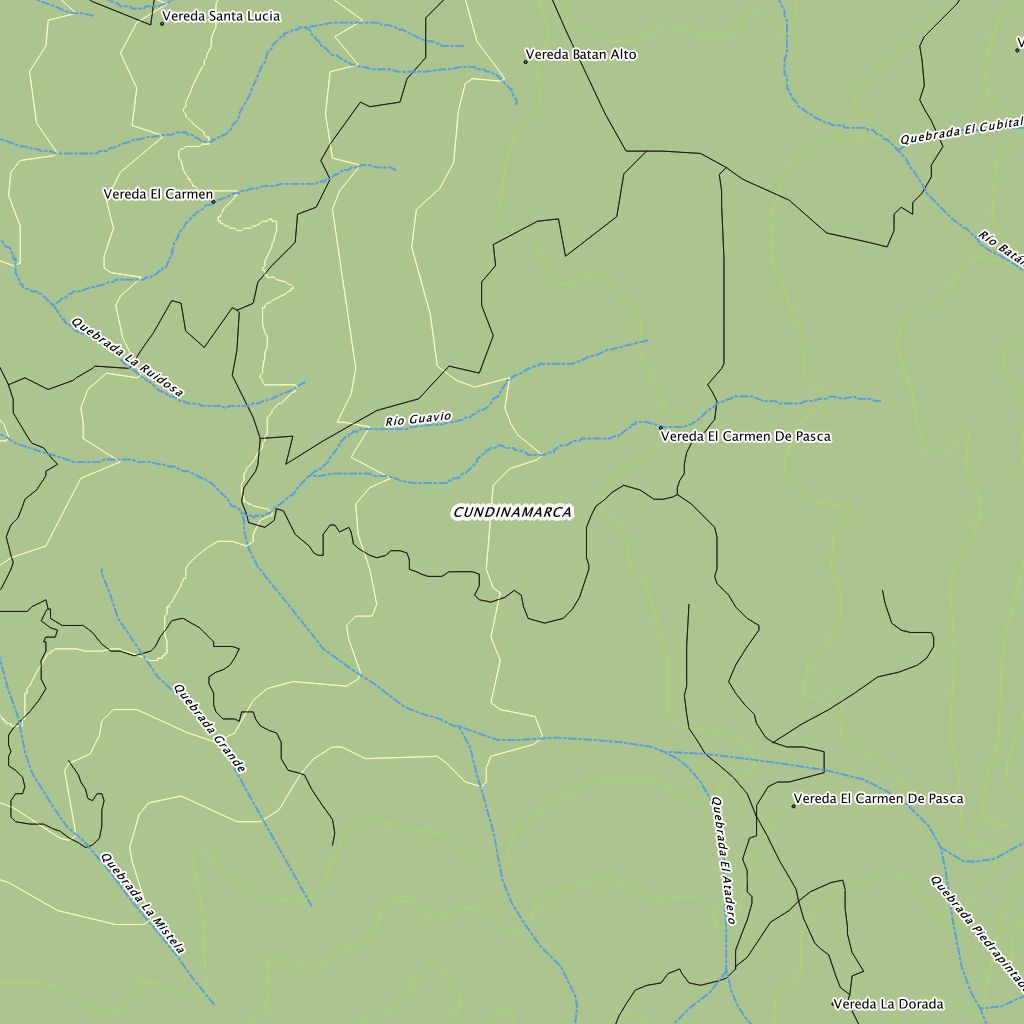 Vereda Santa Lucia
Vereda Batan Alto
V
Quebrada El Cubital
Vereda El Carmen
Río Batán
Quebrada La Ruidosa
Río Guavio
Vereda El Carmen De Pasca
CUNDINAMARCA
Quebrada Grande
Vereda El Carmen De Pasca
Quebrada El Atadero
Quebrada La Mistela
Quebrada Piedrapintada
Vereda La Dorada